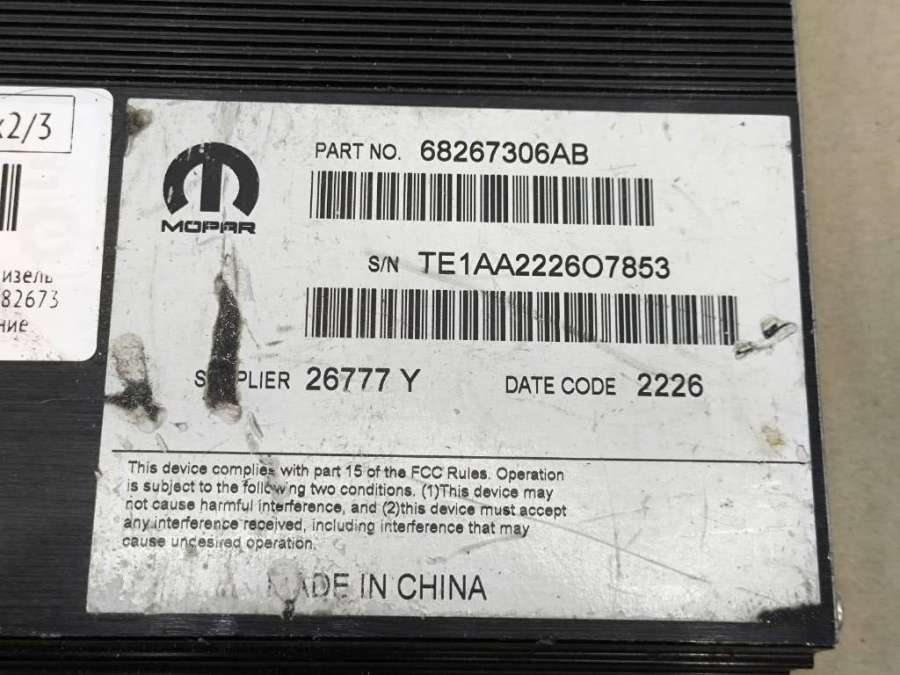 x2/3
изель
82673
ние
MOPAR
PART NO. 68267306AB
S/N TE1AA2226O7853
SUPPLIER 26777 Y
DATE CODE 2226
This device complies with part 15 of the FCC Rules. Operation
is subject to the following two conditions. (1)This device may
not cause harmful interference, and (2)this device must accept
any interference received, including interference that may
cause undesired operation.
MADE IN CHINA